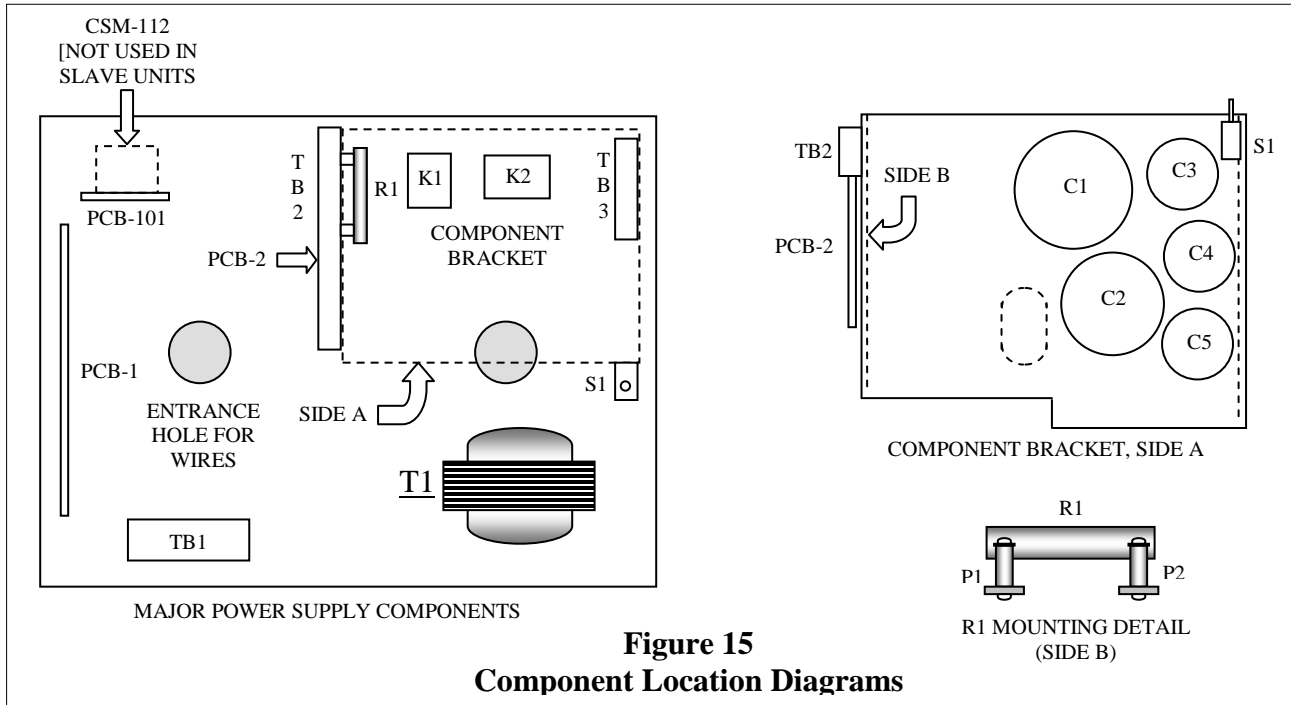 CSM-112
[NOT USED IN
SLAVE UNITS
PCB-101
PCB-1
ENTRANCE
HOLE FOR
WIRES
TB1
T
B
2
R1
K1
K2
T
B
3
COMPONENT
BRACKET
PCB-2
SIDE A
S1
T1
MAJOR POWER SUPPLY COMPONENTS
TB2
SIDE B
PCB-2
C1
C2
C3
C4
C5
S1
COMPONENT BRACKET, SIDE A
R1
P1
P2
R1 MOUNTING DETAIL
(SIDE B)
Figure 15
Component Location Diagrams